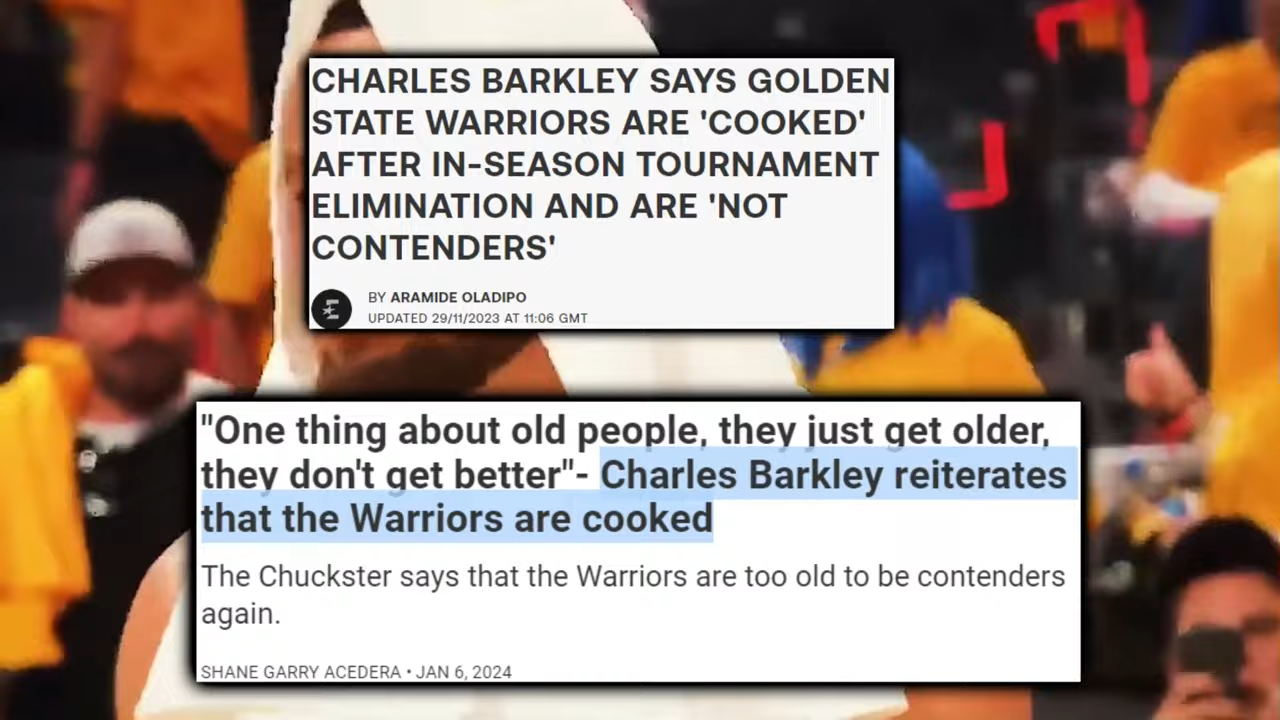 CHARLES BARKLEY SAYS GOLDEN
STATE WARRIORS ARE 'COOKED'
AFTER IN-SEASON TOURNAMENT
ELIMINATION AND ARE 'NOT
CONTENDERS'
BY ARAMIDE OLADIPO
UPDATED 29/11/2023 AT 11:06 GMT
"One thing about old people, they just get older,
they don't get better"- Charles Barkley reiterates
that the Warriors are cooked
The Chuckster says that the Warriors are too old to be contenders
again.
SHANE GARRY ACEDERA • JAN 6, 2024